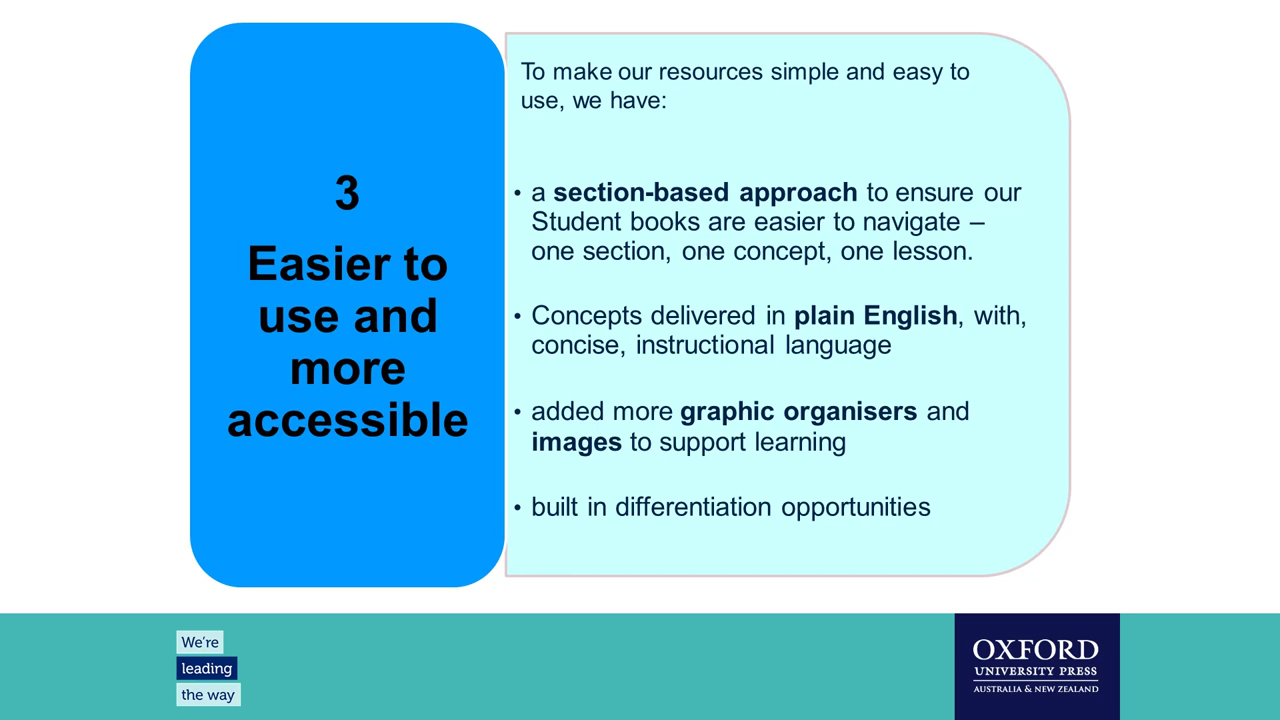 3
Easier to
use and
more
accessible
To make our resources simple and easy to
use, we have:
• a section-based approach to ensure our
Student books are easier to navigate –
one section, one concept, one lesson.
• Concepts delivered in plain English, with,
concise, instructional language
• added more graphic organisers and
images to support learning
• built in differentiation opportunities
We're
leading
the way
OXFORD
UNIVERSITY PRESS
AUSTRALIA & NEW ZEALAND